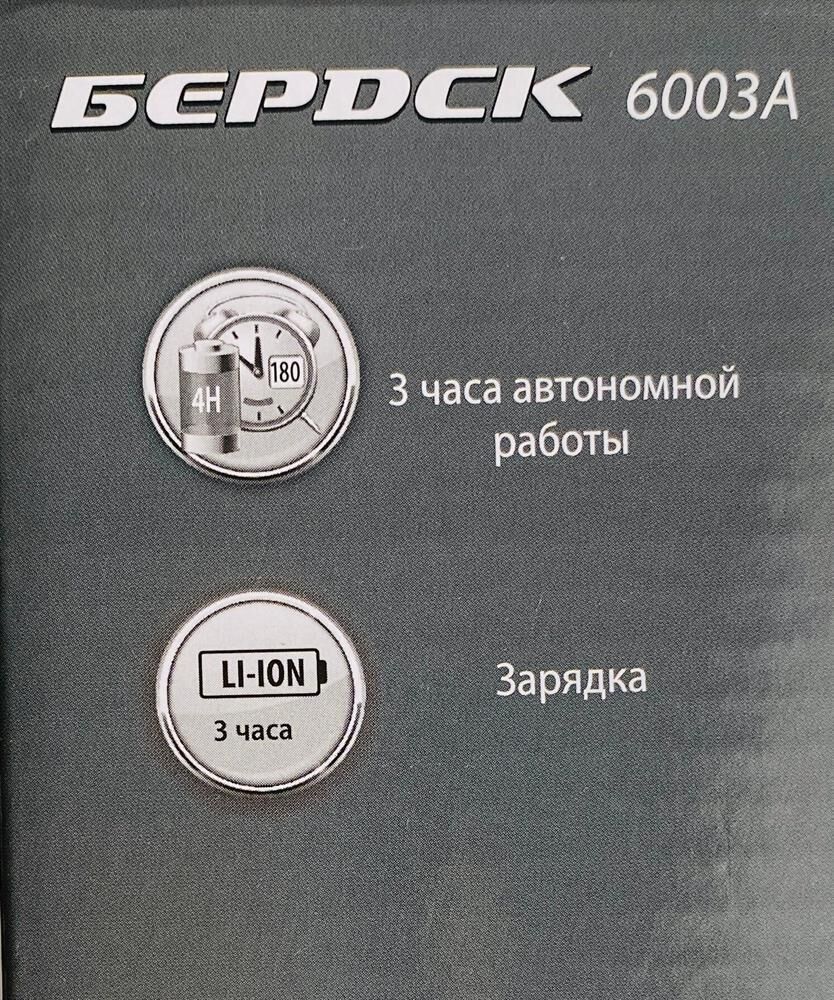 БЕРДСК 6003А
180
4H
3 часа автономной
работы
LI-ION
3 часа
Зарядка